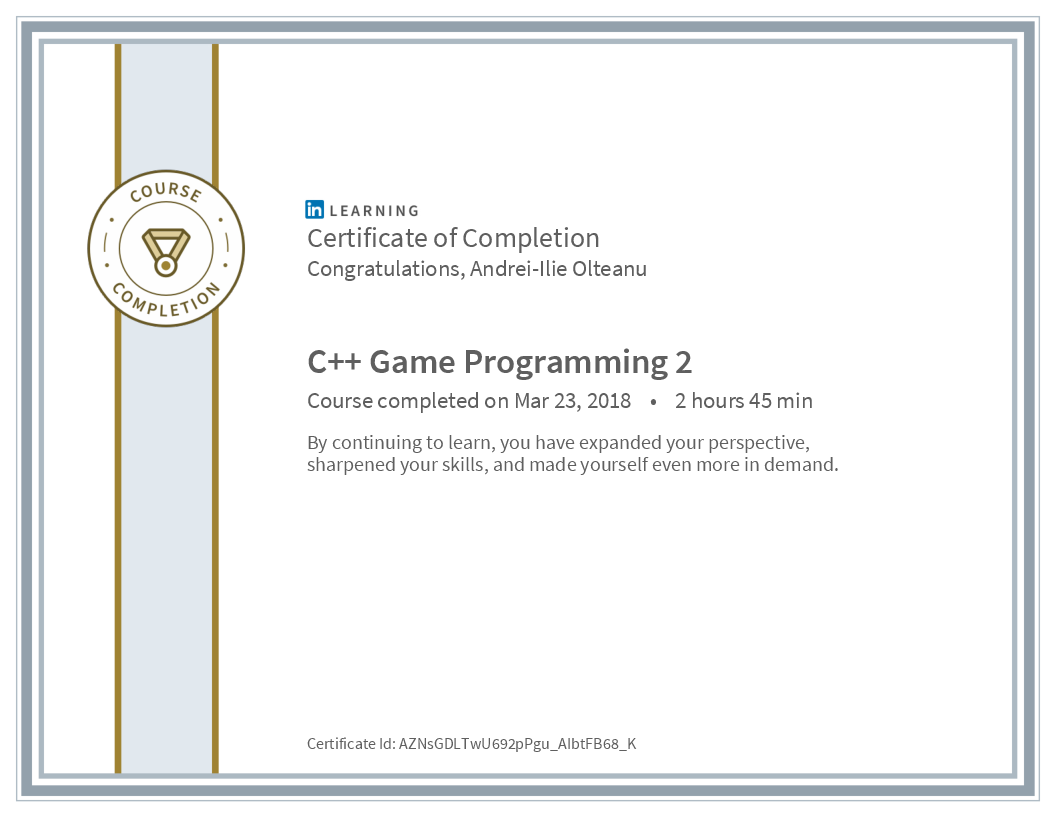 COURSE
COMPLETION
in LEARNING
Certificate of Completion
Congratulations, Andrei-Ilie Olteanu
C++ Game Programming 2
Course completed on Mar 23, 2018 • 2 hours 45 min
By continuing to learn, you have expanded your perspective,
sharpened your skills, and made yourself even more in demand.
Certificate Id: AZNsGDLTwU692pPgu_AIbtFB68_K